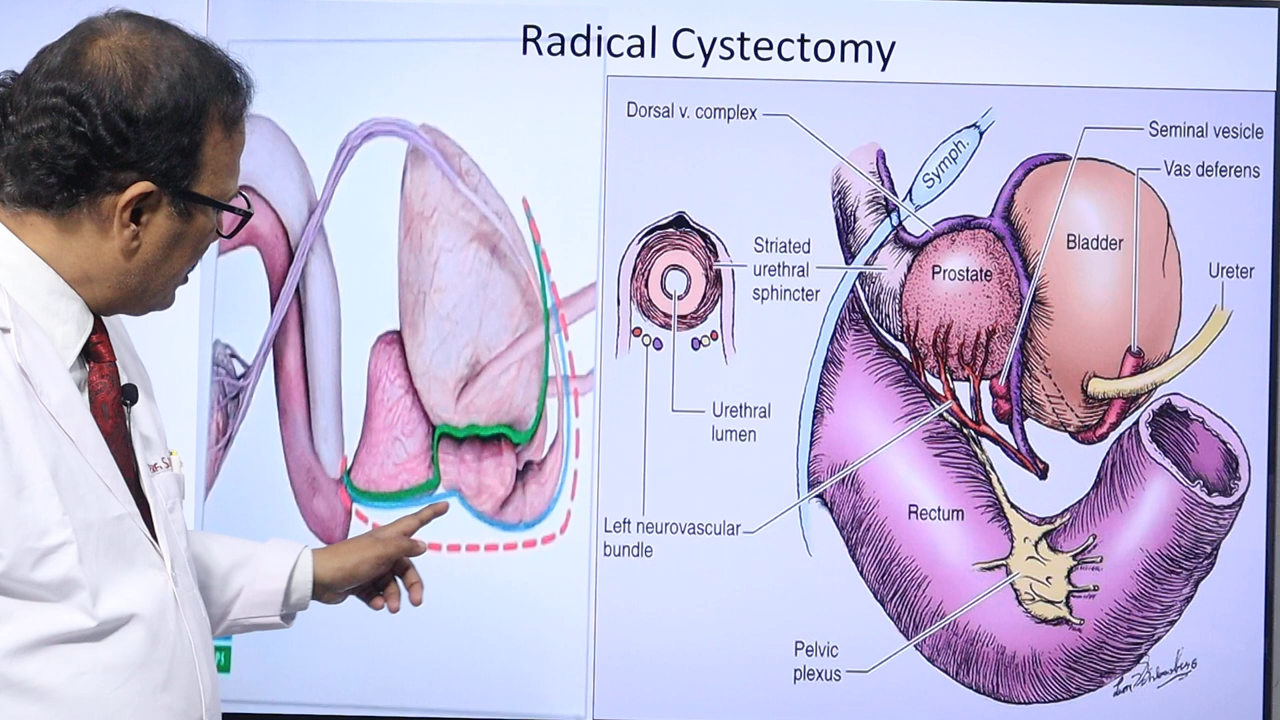 Radical Cystectomy
Dorsal v. complex
Symph.
Seminal vesicle
Vas deferens
Striated
urethral
sphincter
Prostate
Bladder
Ureter
Urethral
lumen
Left neurovascular
bundle
Rectum
Pelvic
plexus